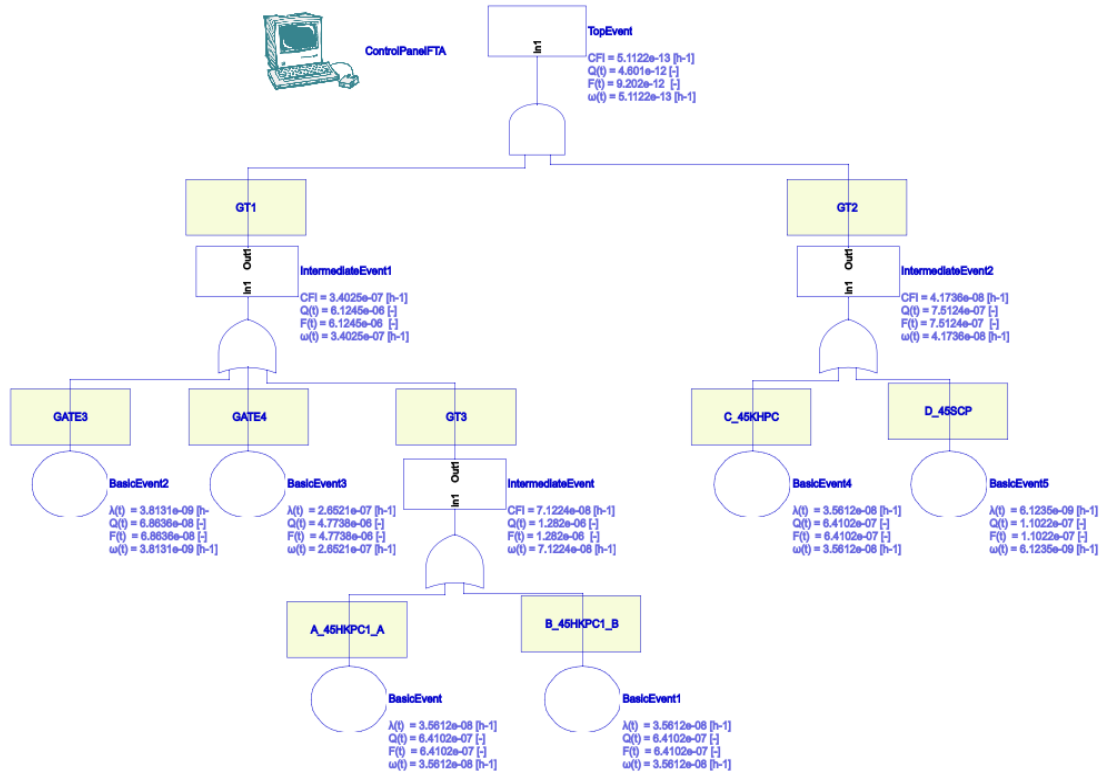 TopEvent
In1
ControlPanelFTA
CFI = 5.1122e-13 [h-1]
Q(t) = 4.601e-12 [-]
F(t) = 9.202e-12 [-]
ω(t) = 5.1122e-13 [h-1]
GT1
GT2
Out1
In1
IntermediateEvent1
CFI = 3.4025e-07 [h-1]
Q(t) = 6.1245e-06 [-]
F(t) = 6.1245e-06 [-]
ω(t) = 3.4025e-07 [h-1]
Out1
In1
IntermediateEvent2
CFI = 4.1736e-08 [h-1]
Q(t) = 7.5124e-07 [-]
F(t) = 7.5124e-07 [-]
ω(t) = 4.1736e-08 [h-1]
GATE3
GATE4
GT3
C_45KHPC
D_45SCP
BasicEvent2
λ(t) = 3.8131e-09 [h-
Q(t) = 6.8636e-08 [-]
F(t) = 6.8636e-08 [-]
ω(t) = 3.8131e-09 [h-1]
BasicEvent3
λ(t) = 2.6521e-07 [h-1]
Q(t) = 4.7738e-06 [-]
F(t) = 4.7738e-06 [-]
ω(t) = 2.6521e-07 [h-1]
Out1
In1
IntermediateEvent
CFI = 7.1224e-08 [h-1]
Q(t) = 1.282e-06 [-]
F(t) = 1.282e-06 [-]
ω(t) = 7.1224e-08 [h-1]
BasicEvent4
λ(t) = 3.5612e-08 [h-1]
Q(t) = 6.4102e-07 [-]
F(t) = 6.4102e-07 [-]
ω(t) = 3.5612e-08 [h-1]
BasicEvent5
λ(t) = 6.1235e-09 [h-1]
Q(t) = 1.1022e-07 [-]
F(t) = 1.1022e-07 [-]
ω(t) = 6.1235e-09 [h-1]
A_45HKPC1_A
B_45HKPC1_B
BasicEvent
λ(t) = 3.5612e-08 [h-1]
Q(t) = 6.4102e-07 [-]
F(t) = 6.4102e-07 [-]
ω(t) = 3.5612e-08 [h-1]
BasicEvent1
λ(t) = 3.5612e-08 [h-1]
Q(t) = 6.4102e-07 [-]
F(t) = 6.4102e-07 [-]
ω(t) = 3.5612e-08 [h-1]